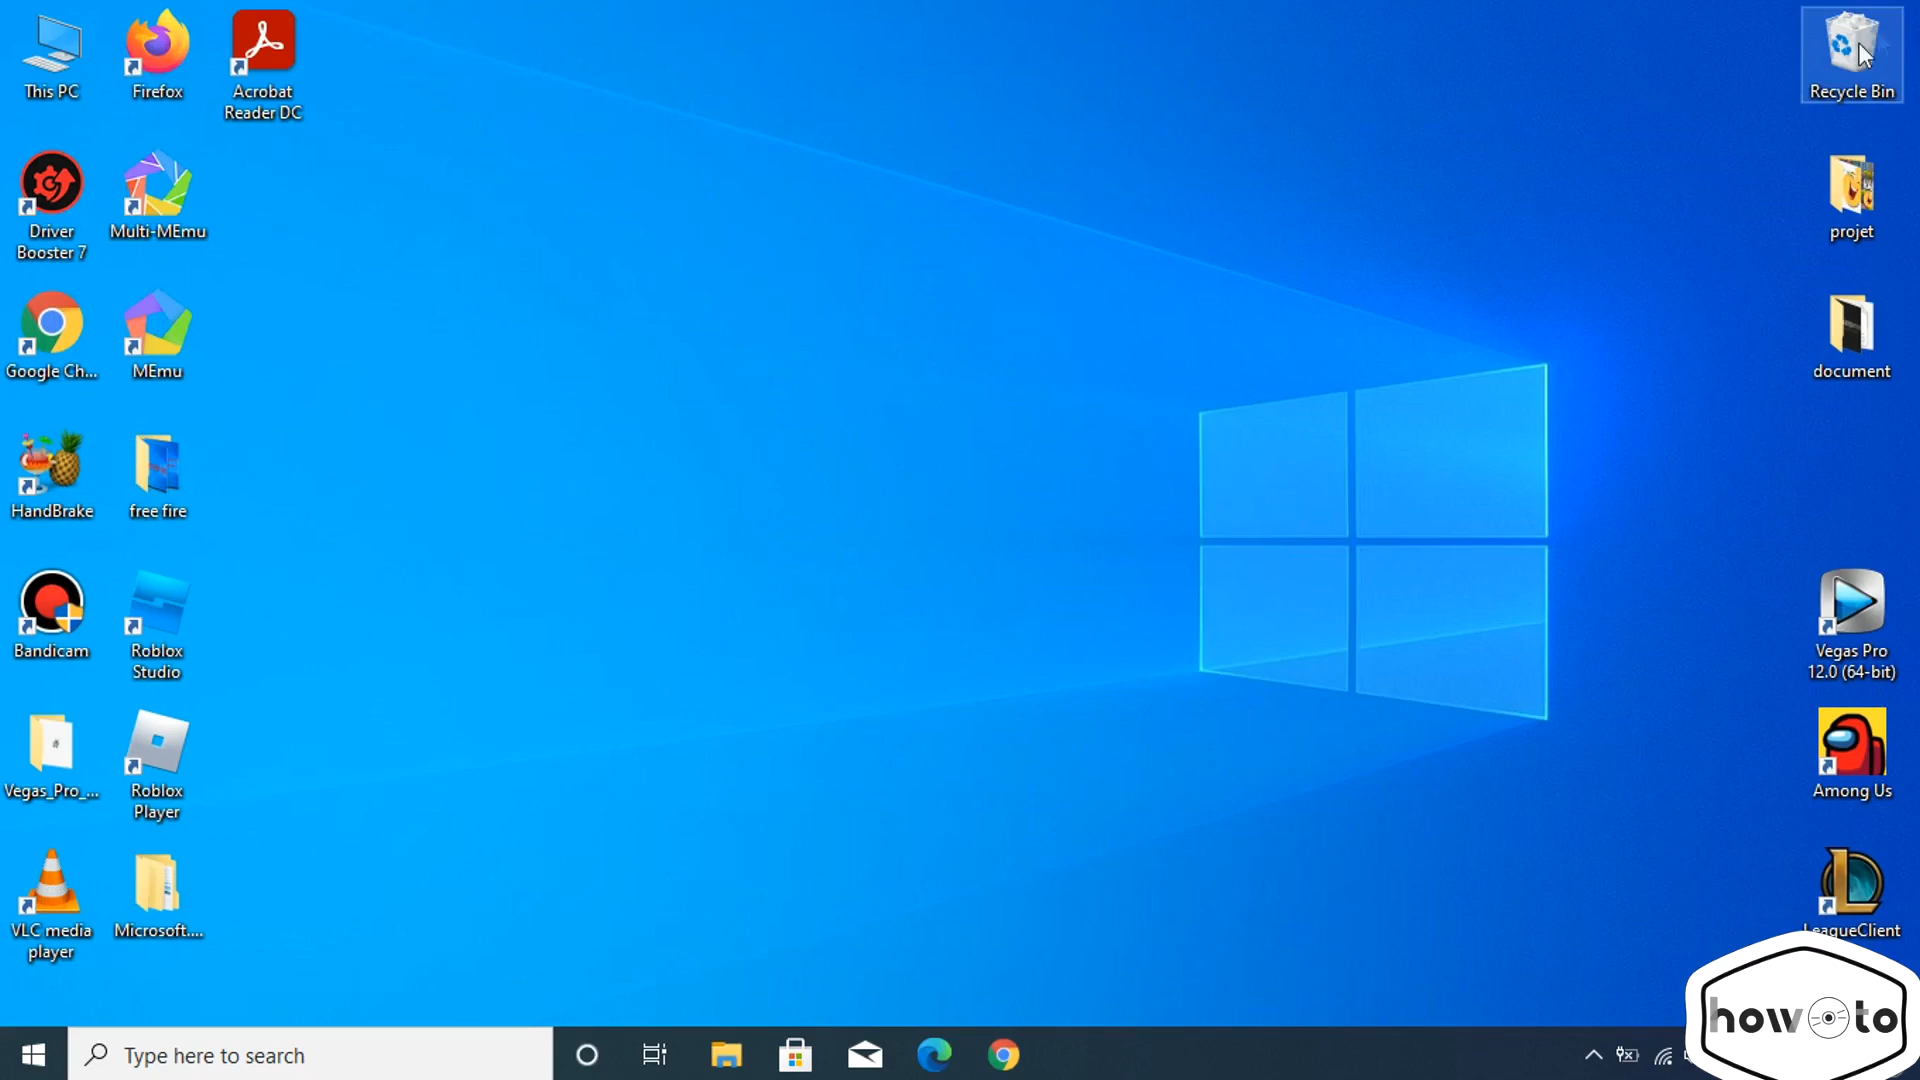 This PC
Firefox
Acrobat
Reader DC
Recycle Bin
Driver
Booster 7
Multi-MEmu
projet
Google Ch...
MEmu
document
HandBrake
free fire
Bandicam
Roblox
Studio
Vegas Pro
12.0 (64-bit)
Vegas_Pro_...
Roblox
Player
Among Us
VLC media
player
Microsoft....
LeagueClient
how to
Type here to search